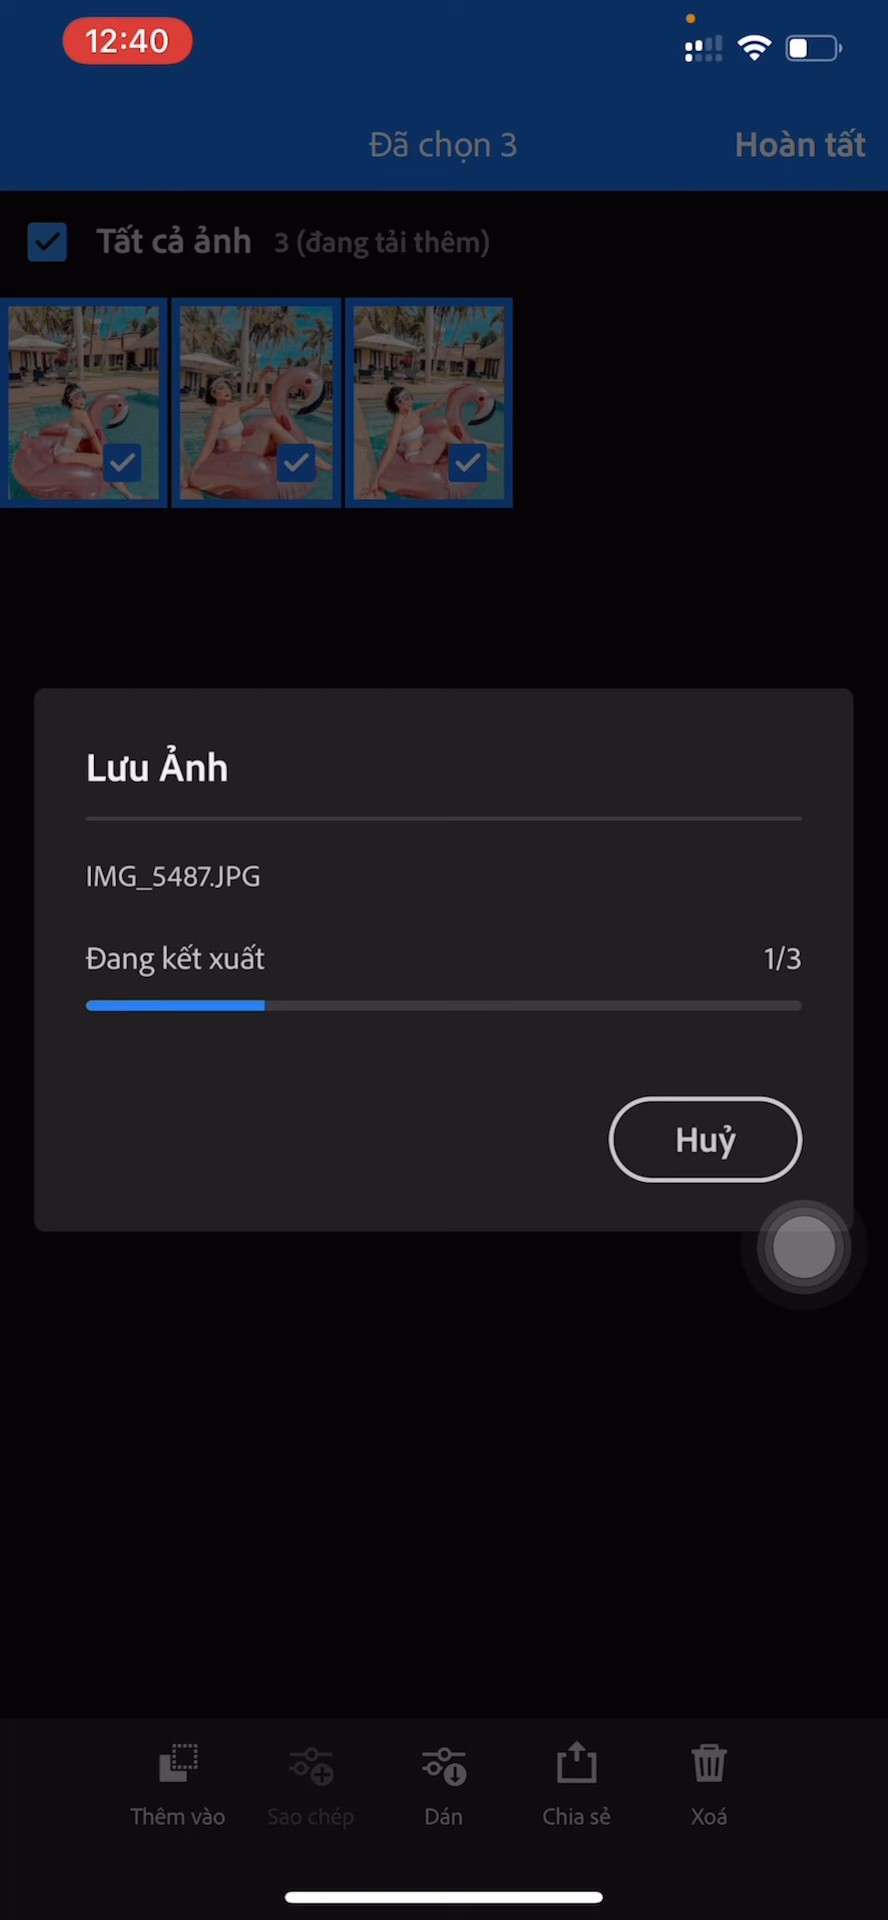 12:40
Đã chọn 3
Hoàn tất
Tất cả ảnh 3 (đang tải thêm)
Lưu Ảnh
IMG_5487.JPG
Đang kết xuất 1/3
Huỷ
Thêm vào Sao chép Dán Chia sẻ Xoá